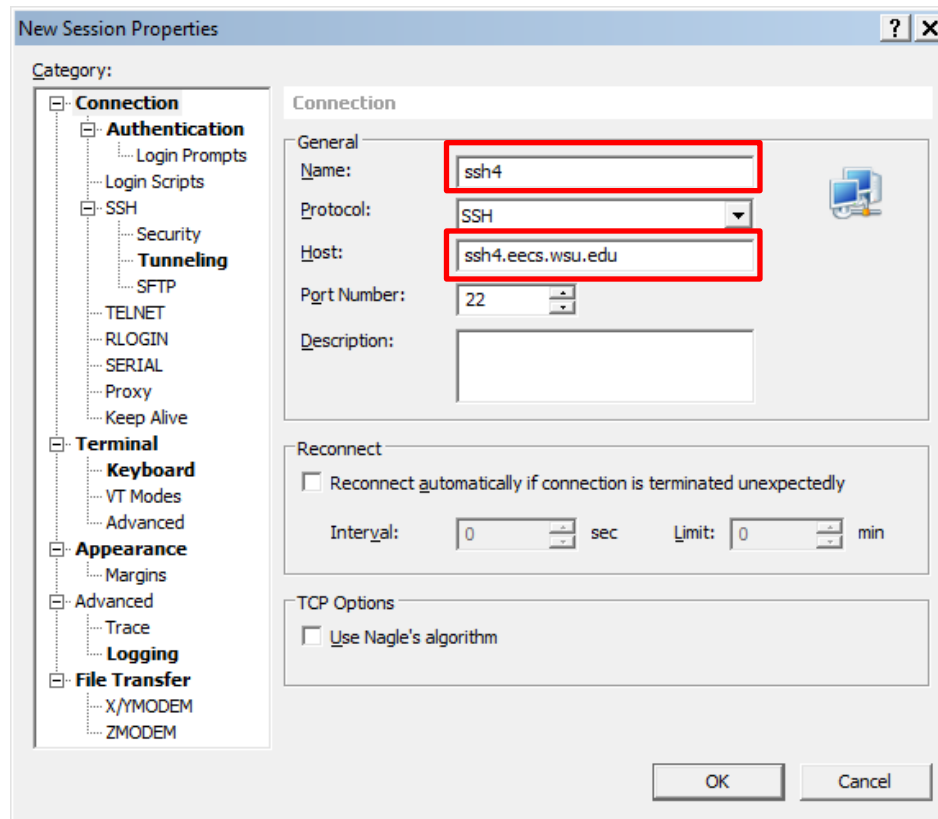 New Session Properties
Category:
Connection
Authentication
Login Prompts
Login Scripts
SSH
Security
Tunneling
SFTP
TELNET
RLOGIN
SERIAL
Proxy
Keep Alive
Terminal
Keyboard
VT Modes
Advanced
Appearance
Margins
Advanced
Trace
Logging
File Transfer
X/YMODEM
ZMODEM
Connection
General
Name: ssh4
Protocol: SSH
Host: ssh4.eecs.wsu.edu
Port Number: 22
Description:
Reconnect
Reconnect automatically if connection is terminated unexpectedly
Interval: 0 sec Limit: 0 min
TCP Options
Use Nagle's algorithm
OK Cancel